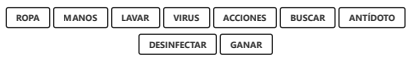 ROPA MANOS LAVAR VIRUS ACCIONES BUSCAR ANTÍDOTO
DESINFECTAR GANAR